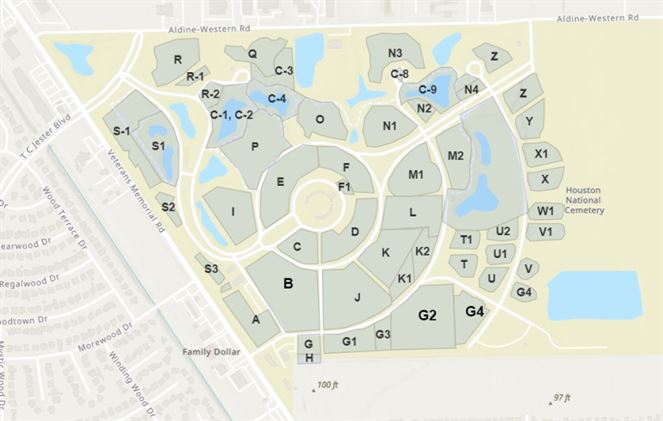 Aldine-Western Rd
Aldine-Western Rd
R
Q
C-3
N3
Z
R-1
C-8
R-2
C-4
C-9
N4
Z
N2
C-1, C-2
O
N1
Y
S-1
S1
P
M2
X1
E
F
F1
M1
X
T C Jester Blvd
Veterans Memorial Rd
Wood Terrace Dr
S2
I
L
W1
Houston
National
Cemetery
D
U2
V1
C
T1
K
K2
U1
earwood Dr
S3
B
T
V
K1
U
Regalwood Dr
J
G4
oodtown Dr
A
G2
G4
Morewood Dr
G
G1
G3
Family Dollar
H
Mystic Wood Dr
Winding Wood Dr
100 ft
97 ft